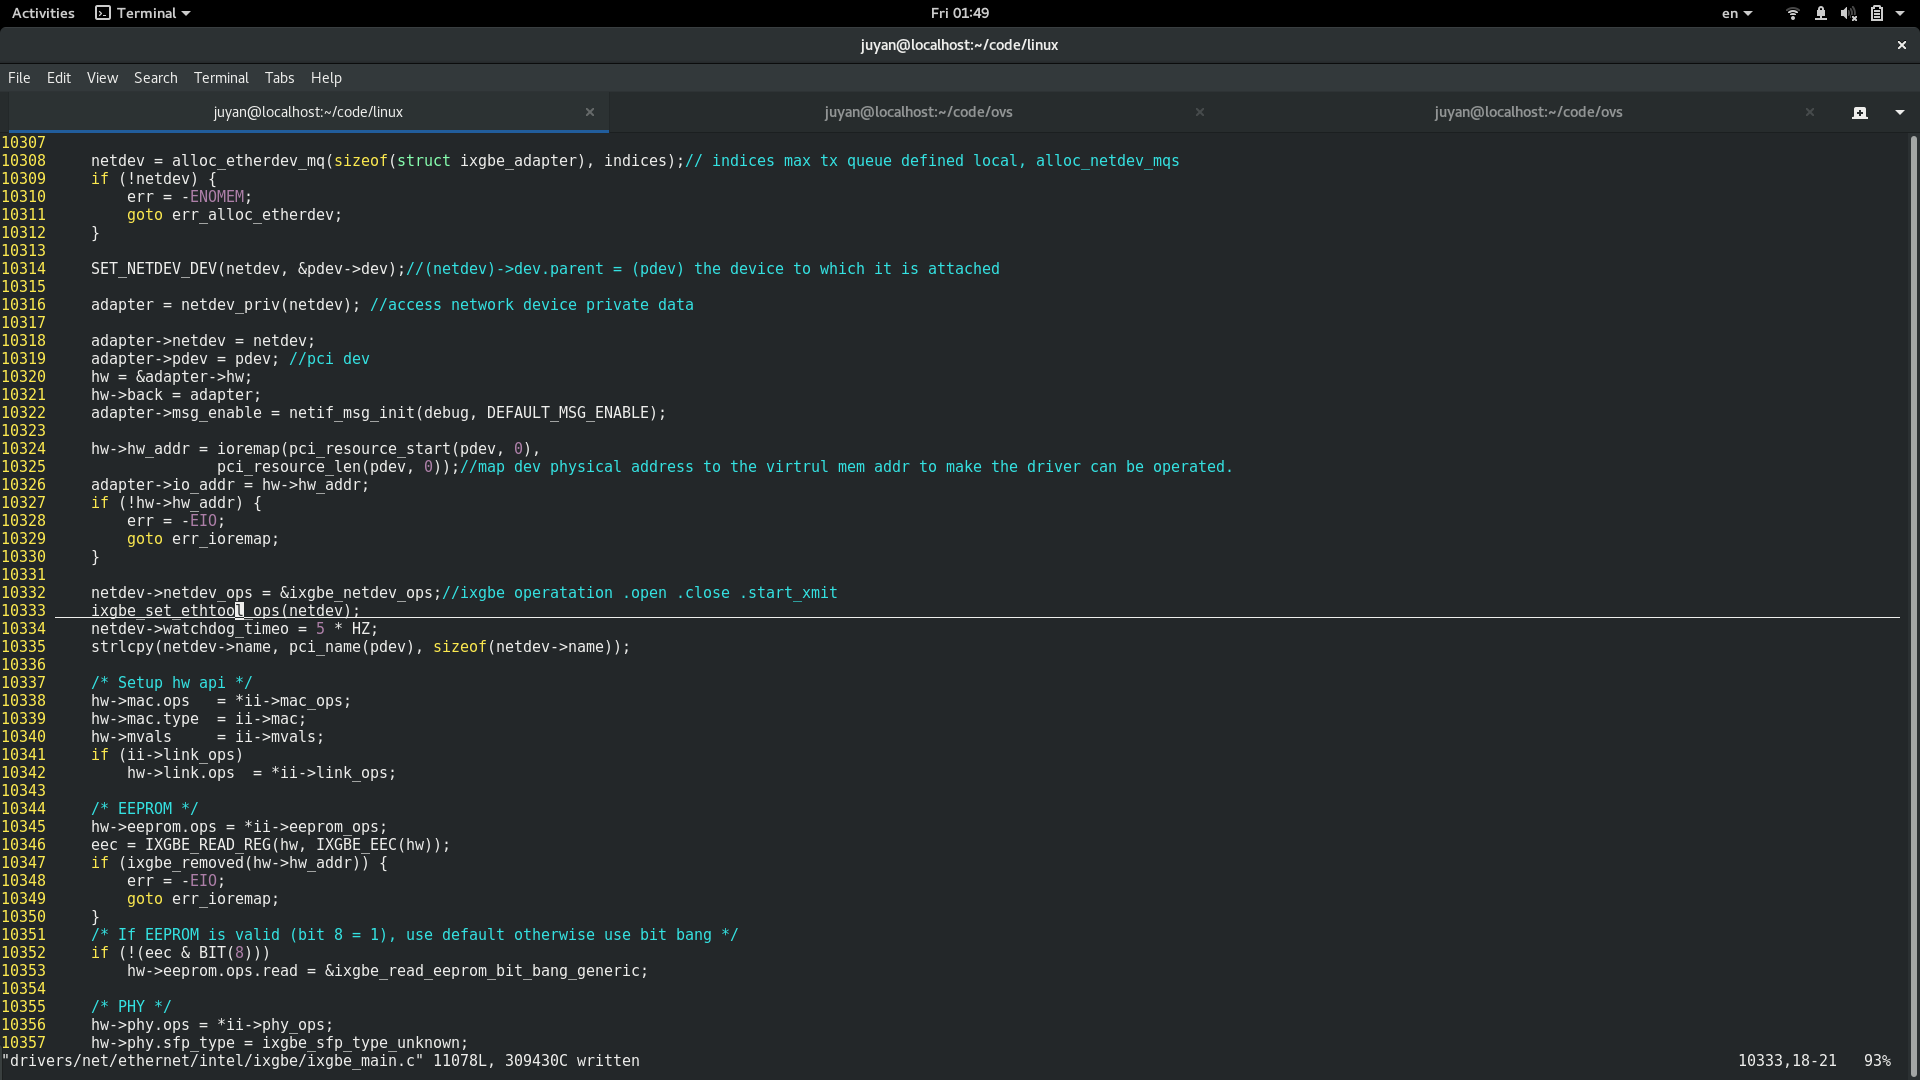 Activities Terminal Fri 01:49 en
juyan@localhost:~/code/linux
File Edit View Search Terminal Tabs Help
juyan@localhost:~/code/linux juyan@localhost:~/code/ovs juyan@localhost:~/code/ovs
10307
10308     netdev = alloc_etherdev_mq(sizeof(struct ixgbe_adapter), indices);// indices max tx queue defined local, alloc_netdev_mqs
10309     if (!netdev) {
10310         err = -ENOMEM;
10311         goto err_alloc_etherdev;
10312     }
10313
10314     SET_NETDEV_DEV(netdev, &pdev->dev);//(netdev)->dev.parent = (pdev) the device to which it is attached
10315
10316     adapter = netdev_priv(netdev); //access network device private data
10317
10318     adapter->netdev = netdev;
10319     adapter->pdev = pdev; //pci dev
10320     hw = &adapter->hw;
10321     hw->back = adapter;
10322     adapter->msg_enable = netif_msg_init(debug, DEFAULT_MSG_ENABLE);
10323
10324     hw->hw_addr = ioremap(pci_resource_start(pdev, 0),
10325                   pci_resource_len(pdev, 0));//map dev physical address to the virtrul mem addr to make the driver can be operated.
10326     adapter->io_addr = hw->hw_addr;
10327     if (!hw->hw_addr) {
10328         err = -EIO;
10329         goto err_ioremap;
10330     }
10331
10332     netdev->netdev_ops = &ixgbe_netdev_ops;//ixgbe operatation .open .close .start_xmit
10333     ixgbe_set_ethtool_ops(netdev);
10334     netdev->watchdog_timeo = 5 * HZ;
10335     strlcpy(netdev->name, pci_name(pdev), sizeof(netdev->name));
10336
10337     /* Setup hw api */
10338     hw->mac.ops   = *ii->mac_ops;
10339     hw->mac.type  = ii->mac;
10340     hw->mvals     = ii->mvals;
10341     if (ii->link_ops)
10342         hw->link.ops  = *ii->link_ops;
10343
10344     /* EEPROM */
10345     hw->eeprom.ops = *ii->eeprom_ops;
10346     eec = IXGBE_READ_REG(hw, IXGBE_EEC(hw));
10347     if (ixgbe_removed(hw->hw_addr)) {
10348         err = -EIO;
10349         goto err_ioremap;
10350     }
10351     /* If EEPROM is valid (bit 8 = 1), use default otherwise use bit bang */
10352     if (!(eec & BIT(8)))
10353         hw->eeprom.ops.read = &ixgbe_read_eeprom_bit_bang_generic;
10354
10355     /* PHY */
10356     hw->phy.ops = *ii->phy_ops;
10357     hw->phy.sfp_type = ixgbe_sfp_type_unknown;
"drivers/net/ethernet/intel/ixgbe/ixgbe_main.c" 11078L, 309430C written 10333,18-21 93%